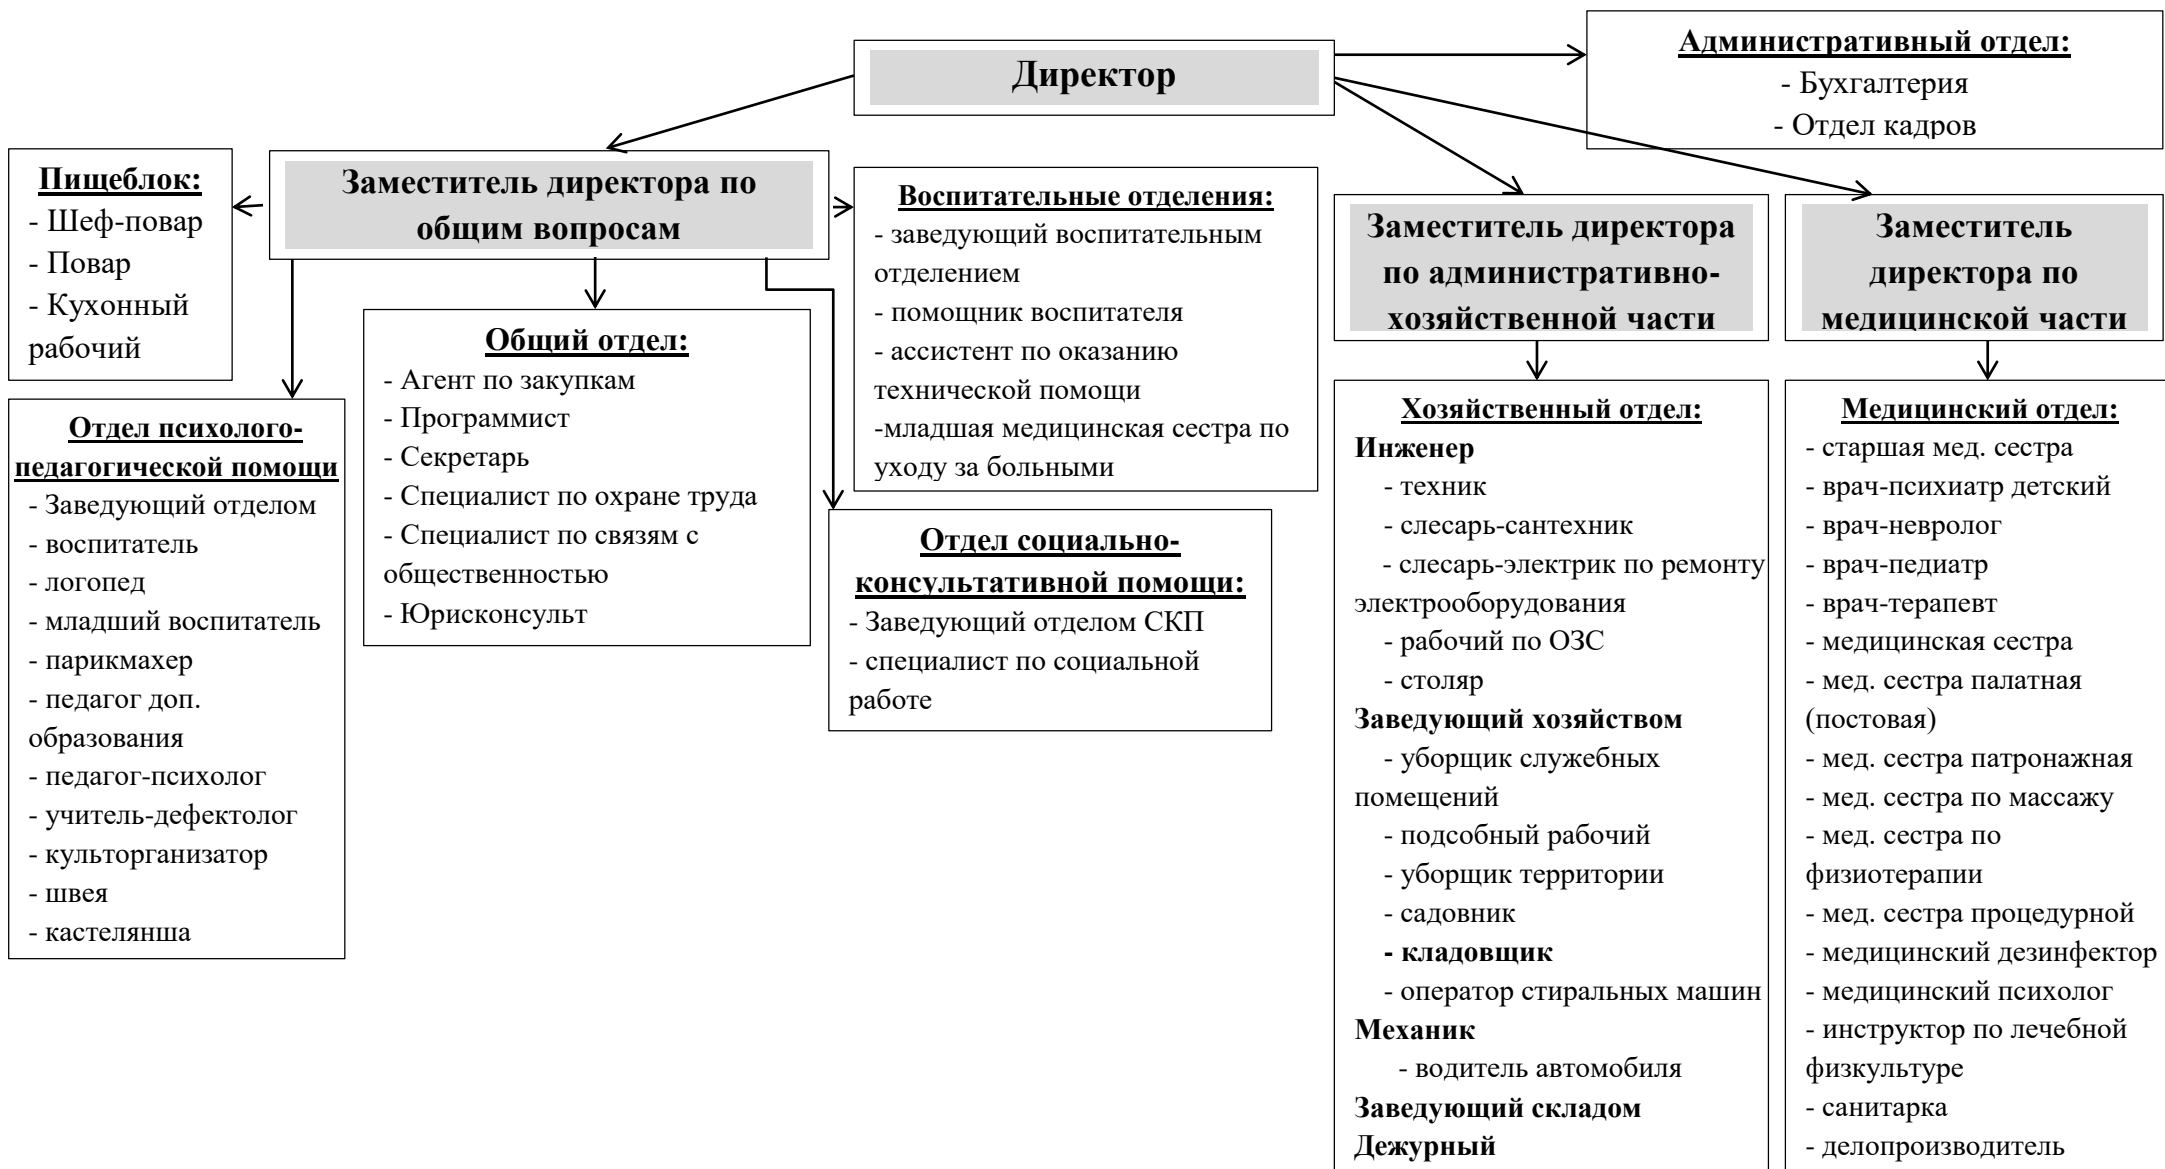 Директор
Административный отдел:
- Бухгалтерия
- Отдел кадров
Пищеблок:
- Шеф-повар
- Повар
- Кухонный
рабочий
Заместитель директора по
общим вопросам
Воспитательные отделения:
- заведующий воспитательным
отделением
- помощник воспитателя
- ассистент по оказанию
технической помощи
-младшая медицинская сестра по
уходу за больными
Заместитель директора
по административно-
хозяйственной части
Заместитель
директора по
медицинской части
Отдел психолого-
педагогической помощи
- Заведующий отделом
- воспитатель
- логопед
- младший воспитатель
- парикмахер
- педагог доп.
образования
- педагог-психолог
- учитель-дефектолог
- культорганизатор
- швея
- кастелянша
Общий отдел:
- Агент по закупкам
- Программист
- Секретарь
- Специалист по охране труда
- Специалист по связям с
общественностью
- Юрисконсульт
Отдел социально-
консультативной помощи:
- Заведующий отделом СКП
- специалист по социальной
работе
Хозяйственный отдел:
Инженер
- техник
- слесарь-сантехник
- слесарь-электрик по ремонту
электрооборудования
- рабочий по ОЗС
- столяр
Заведующий хозяйством
- уборщик служебных
помещений
- подсобный рабочий
- уборщик территории
- садовник
- кладовщик
- оператор стиральных машин
Механик
- водитель автомобиля
Заведующий складом
Дежурный
Медицинский отдел:
- старшая мед. сестра
- врач-психиатр детский
- врач-невролог
- врач-педиатр
- врач-терапевт
- медицинская сестра
- мед. сестра палатная
(постовая)
- мед. сестра патронажная
- мед. сестра по массажу
- мед. сестра по
физиотерапии
- мед. сестра процедурной
- медицинский дезинфектор
- медицинский психолог
- инструктор по лечебной
физкультуре
- санитарка
- делопроизводитель